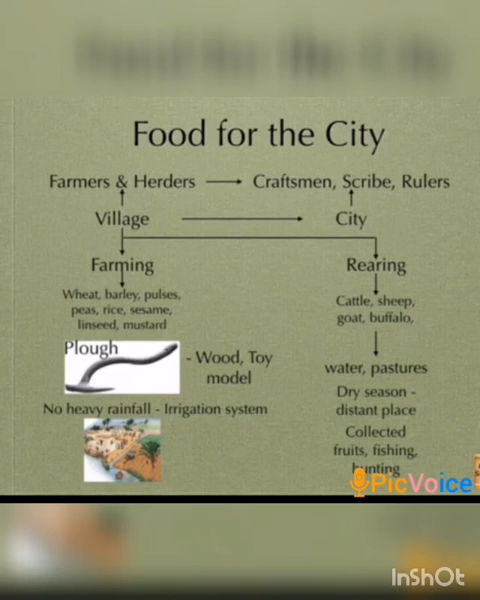 Food for the City
Farmers & Herders
Craftsmen, Scribe, Rulers
Village
City
Farming
Rearing
Wheat, barley, pulses,
peas, rice, sesame,
linseed, mustard
Cattle, sheep,
goat, buffalo,
Plough
- Wood, Toy
model
water, pastures
Dry season -
distant place
No heavy rainfall - Irrigation system
Collected
fruits, fishing,
hunting
PicVoice
InShOt